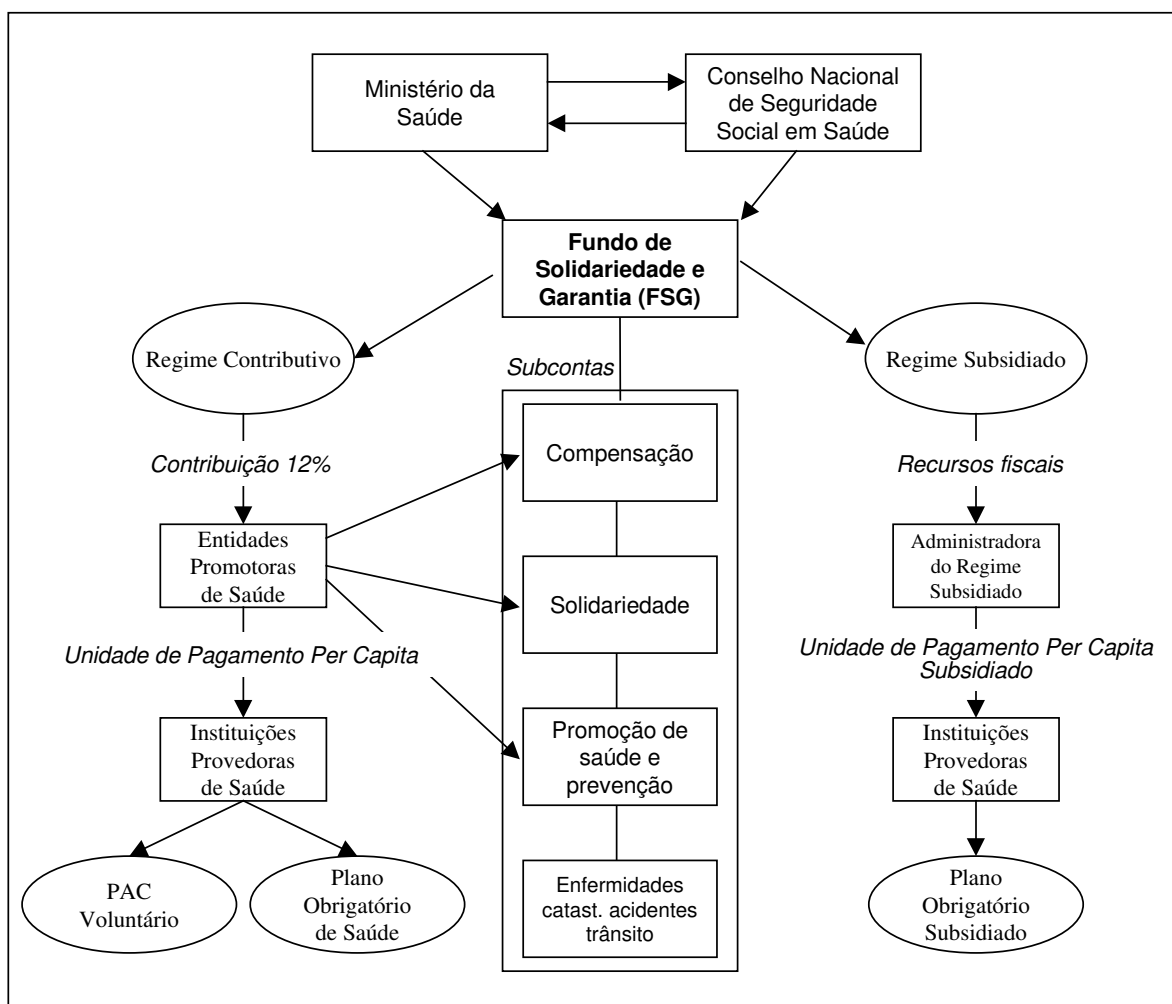 Ministério da
Saúde
Conselho Nacional
de Seguridade
Social em Saúde
Fundo de
Solidariedade e
Garantia (FSG)
Regime Contributivo
Subcontas
Regime Subsidiado
Contribuição 12%
Compensação
Recursos fiscais
Entidades
Promotoras
de Saúde
Solidariedade
Administradora
do Regime
Subsidiado
Unidade de Pagamento Per Capita
Unidade de Pagamento Per Capita
Subsidiado
Instituições
Provedoras
de Saúde
Promoção de
saúde e
prevenção
Instituições
Provedoras
de Saúde
PAC
Voluntário
Plano
Obrigatório
de Saúde
Enfermidades
catast. acidentes
trânsito
Plano
Obrigatório
Subsidiado